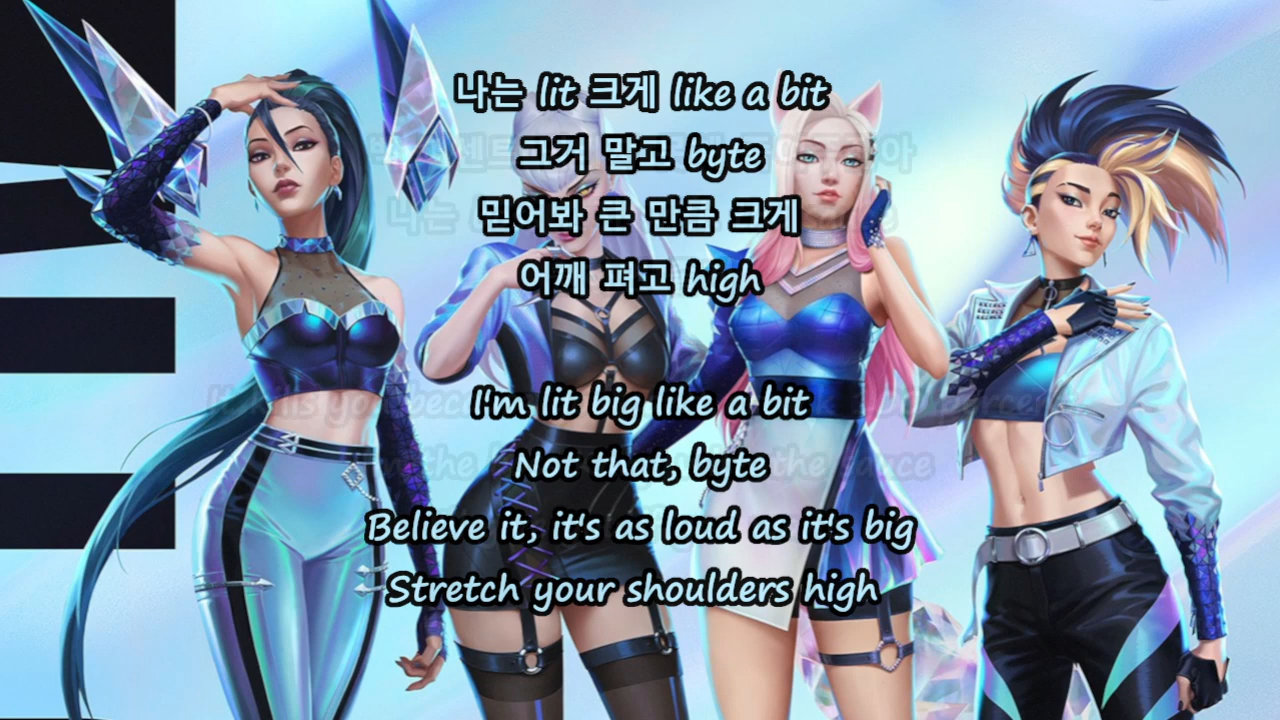 나는 lit 크게 like a bit
그거 말고 byte
믿어봐 큰 만큼 크게
어깨 펴고 high
I'm lit big like a bit
Not that, byte
Believe it, it's as loud as it's big
Stretch your shoulders high